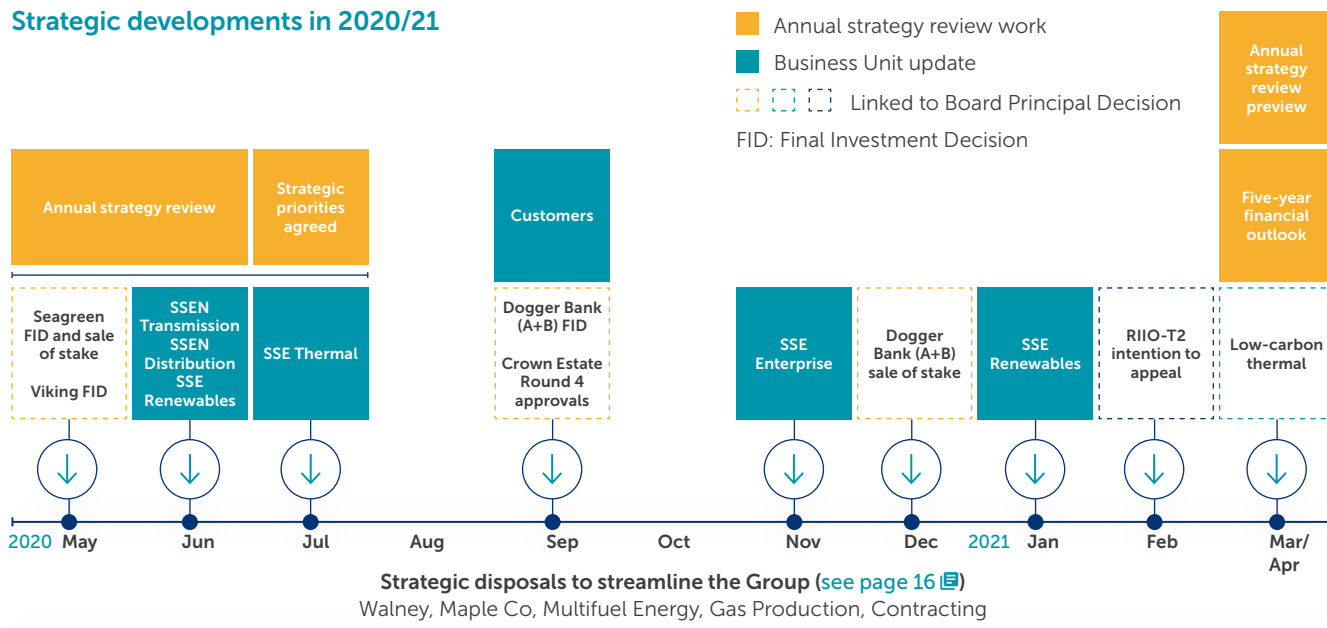 Strategic developments in 2020/21
Annual strategy review work
Business Unit update
Linked to Board Principal Decision
FID: Final Investment Decision
Annual
strategy
review
preview
Annual strategy review
Strategic
priorities
agreed
Customers
Five-year
financial
outlook
Seagreen
FID and sale
of stake
Viking FID
SSEN
Transmission
SSEN
Distribution
SSE
Renewables
SSE Thermal
Dogger Bank
(A+B) FID
Crown Estate
Round 4
approvals
SSE
Enterprise
Dogger
Bank (A+B)
sale of stake
SSE
Renewables
RIIO-T2
intention to
appeal
Low-carbon
thermal
2020 May Jun Jul Aug Sep Oct Nov Dec 2021 Jan Feb Mar/
Apr
Strategic disposals to streamline the Group (see page 16)
Walney, Maple Co, Multifuel Energy, Gas Production, Contracting